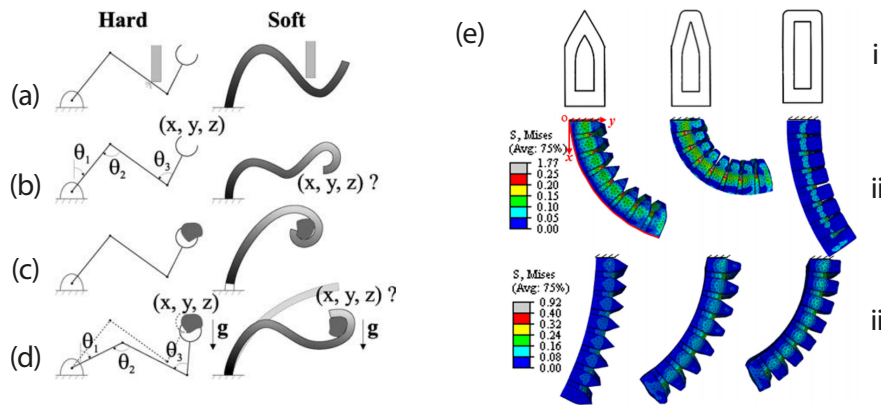 Hard Soft
(a)
(x, y, z)
θ1
θ2
θ3
(b)
(x, y, z) ?
(c)
(x, y, z)
(x, y, z) ?
g
g
θ1
θ2
θ3
(d)
(e)
i
o y
x
S, Mises
(Avg: 75%)
1.77
0.25
0.20
0.15
0.10
0.05
0.00
ii
S, Mises
(Avg: 75%)
0.92
0.40
0.32
0.24
0.16
0.08
0.00
ii